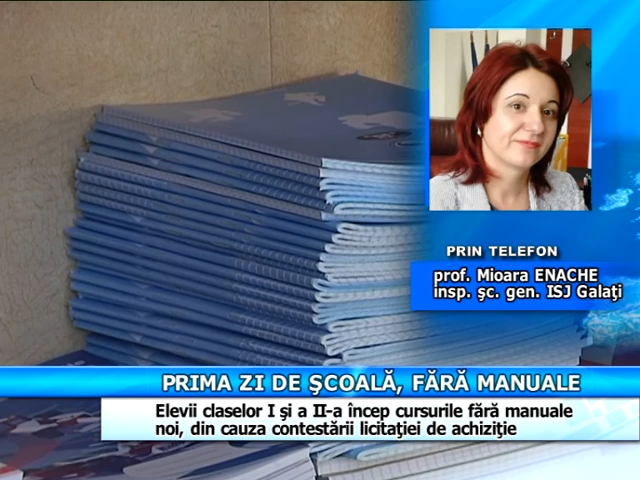 PRIN TELEFON
prof. Mioara ENACHE
insp. şc. gen. ISJ Galaţi
PRIMA ZI DE ŞCOALĂ, FĂRĂ MANUALE
Elevii claselor I şi a II-a încep cursurile fără manuale
noi, din cauza contestării licitaţiei de achiziţie